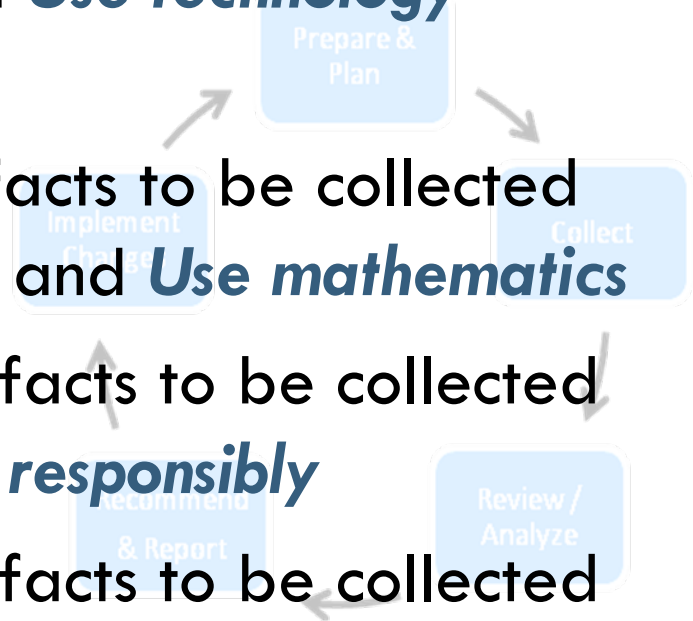 Use technology
Prepare &
Plan
facts to be collected
Implement
Change
Collect
and Use mathematics
facts to be collected
responsibly
Recommend
& Report
Review /
Analyze
facts to be collected